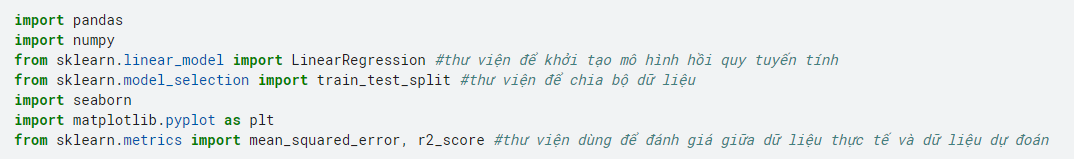 import pandas
import numpy
from sklearn.linear_model import LinearRegression #thư viện để khởi tạo mô hình hồi quy tuyến tính
from sklearn.model_selection import train_test_split #thư viện để chia bộ dữ liệu
import seaborn
import matplotlib.pyplot as plt
from sklearn.metrics import mean_squared_error, r2_score #thư viện dùng để đánh giá giữa dữ liệu thực tế và dữ liệu dự đoán